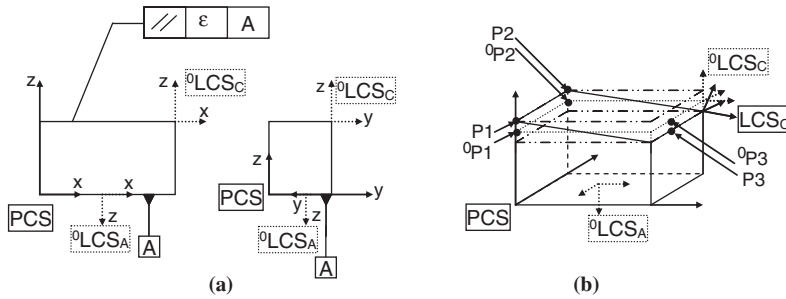 // ε A
z ⁰LCS_C z ⁰LCS_C
z x y
z
x x y
PCS z PCS y z
⁰LCS_A A ⁰LCS_A
A
(a)
P2
⁰P2
⁰LCS_C
P1
⁰P1
LCS_C
⁰P3
P3
PCS
⁰LCS_A
(b)